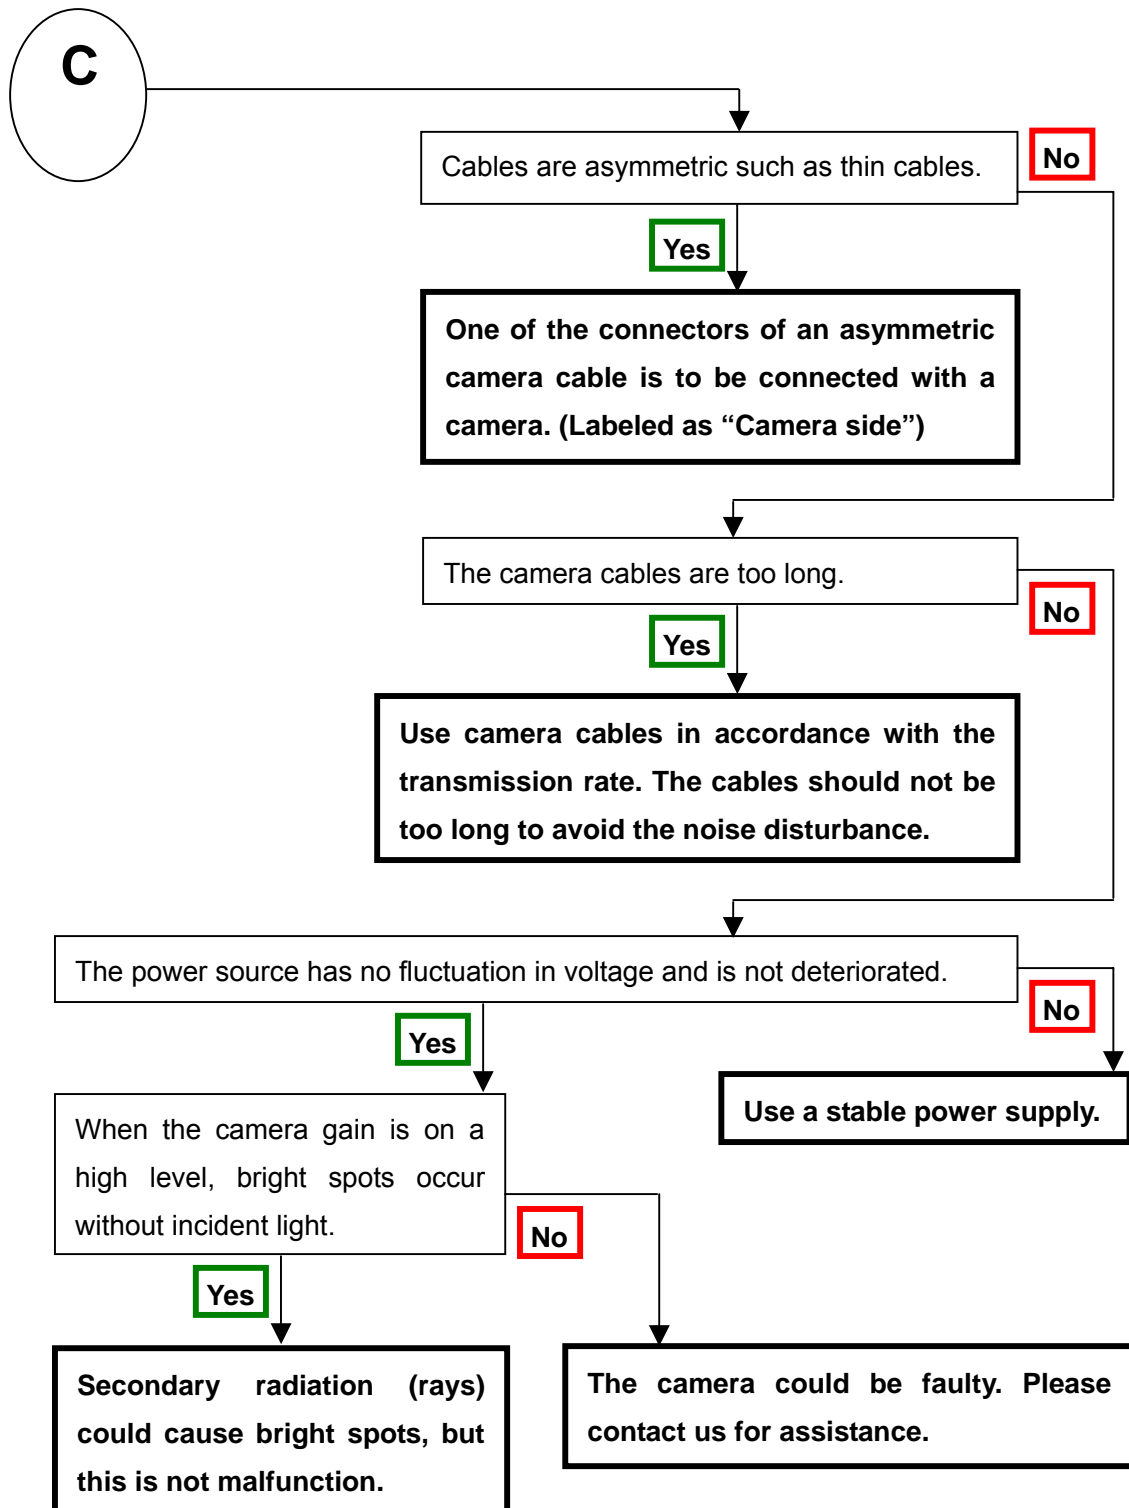 C
Cables are asymmetric such as thin cables.
No
Yes
One of the connectors of an asymmetric
camera cable is to be connected with a
camera. (Labeled as “Camera side”)
The camera cables are too long.
No
Yes
Use camera cables in accordance with the
transmission rate. The cables should not be
too long to avoid the noise disturbance.
The power source has no fluctuation in voltage and is not deteriorated.
No
Yes
Use a stable power supply.
When the camera gain is on a
high level, bright spots occur
without incident light.
No
Yes
Secondary radiation (rays)
could cause bright spots, but
this is not malfunction.
The camera could be faulty. Please
contact us for assistance.